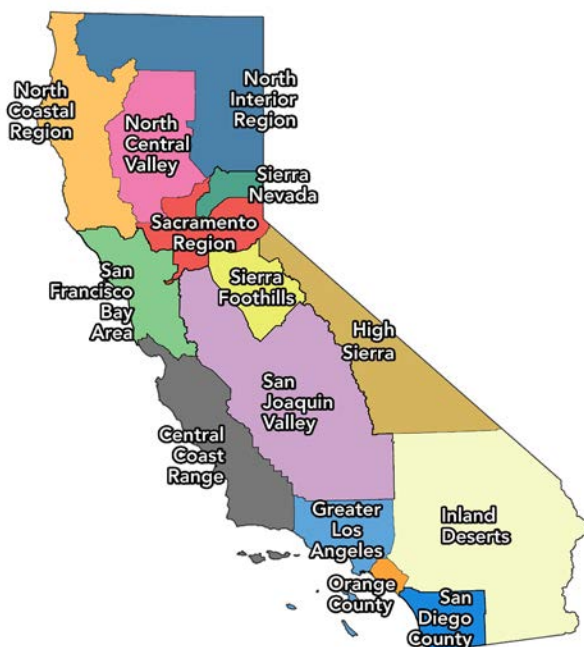 North
Coastal
Region
North
Interior
Region
North
Central
Valley
Sierra
Nevada
Sacramento
Region
San
Francisco
Bay
Area
Sierra
Foothills
High
Sierra
San
Joaquin
Valley
Central
Coast
Range
Greater
Los
Angeles
Inland
Deserts
Orange
County
San
Diego
County